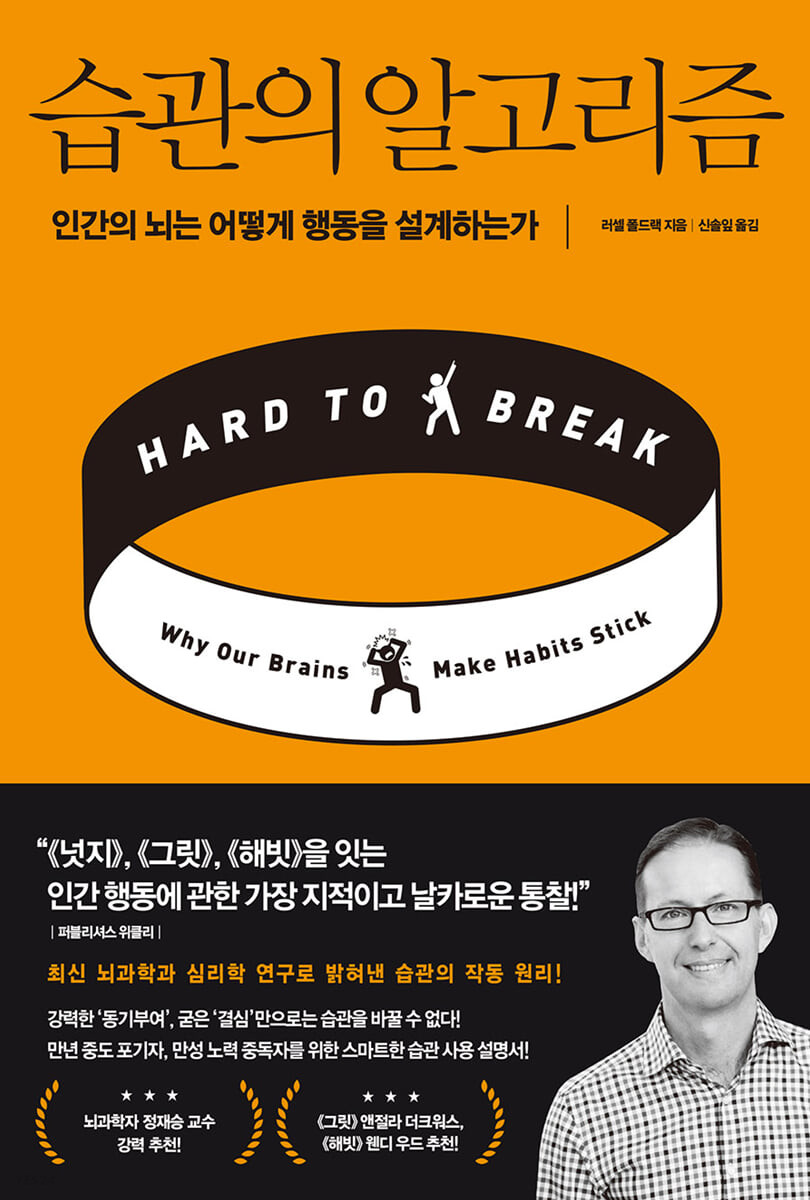 습관의 알고리즘
인간의 뇌는 어떻게 행동을 설계하는가 | 러셀 폴드랙 지음 | 신솔잎 옮김
HARD TO BREAK
Why Our Brains Make Habits Stick
“《넛지》, 《그릿》, 《해빗》을 잇는
인간 행동에 관한 가장 지적이고 날카로운 통찰!”
| 퍼블리셔스 위클리 |
최신 뇌과학과 심리학 연구로 밝혀낸 습관의 작동 원리!
강력한 ‘동기부여’, 굳은 ‘결심’만으로는 습관을 바꿀 수 없다!
만년 중도 포기자, 만성 노력 중독자를 위한 스마트한 습관 사용 설명서!
★ ★ ★
뇌과학자 정재승 교수
강력 추천!
★ ★ ★
《그릿》 앤절라 더크워스,
《해빗》 웬디 우드 추천!